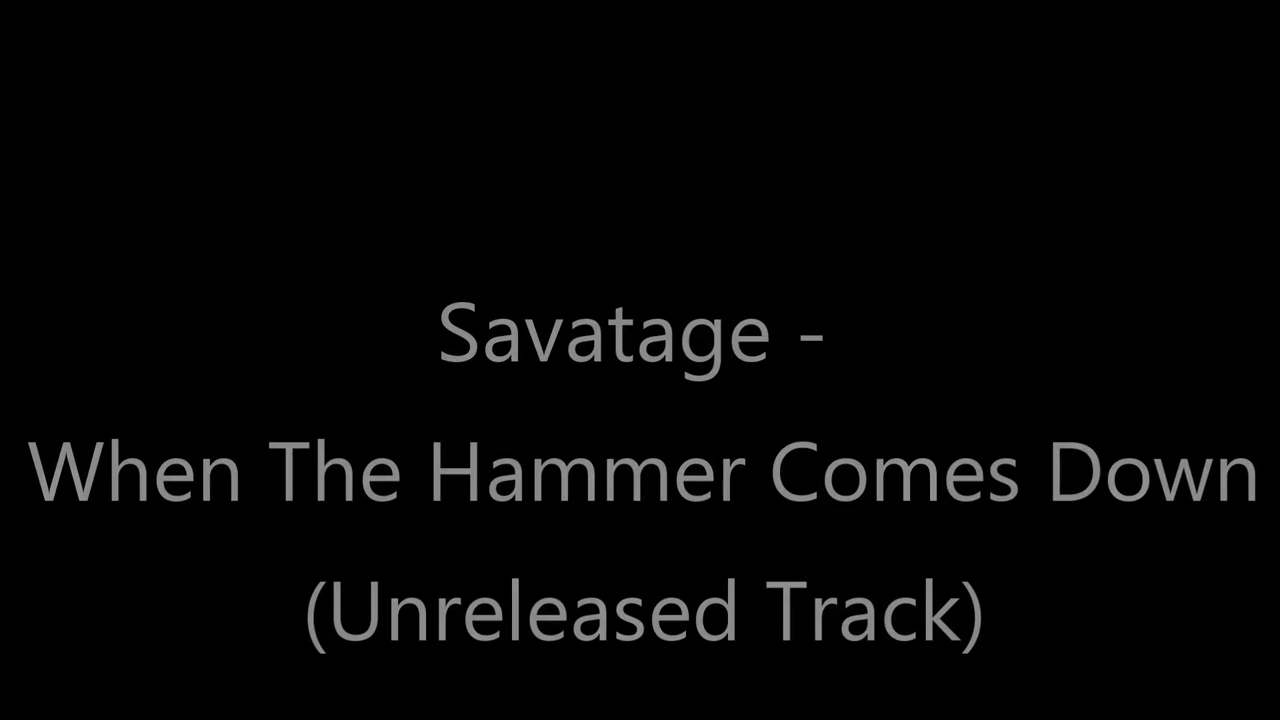 Savatage -
When The Hammer Comes Down
(Unreleased Track)